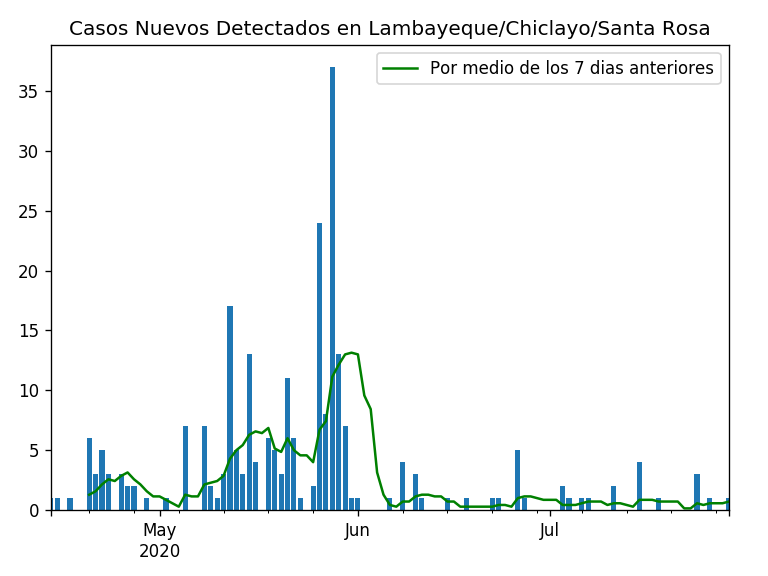 Casos Nuevos Detectados en Lambayeque/Chiclayo/Santa Rosa
Por medio de los 7 dias anteriores
35
30
25
20
15
10
5
0
May
2020
Jun
Jul